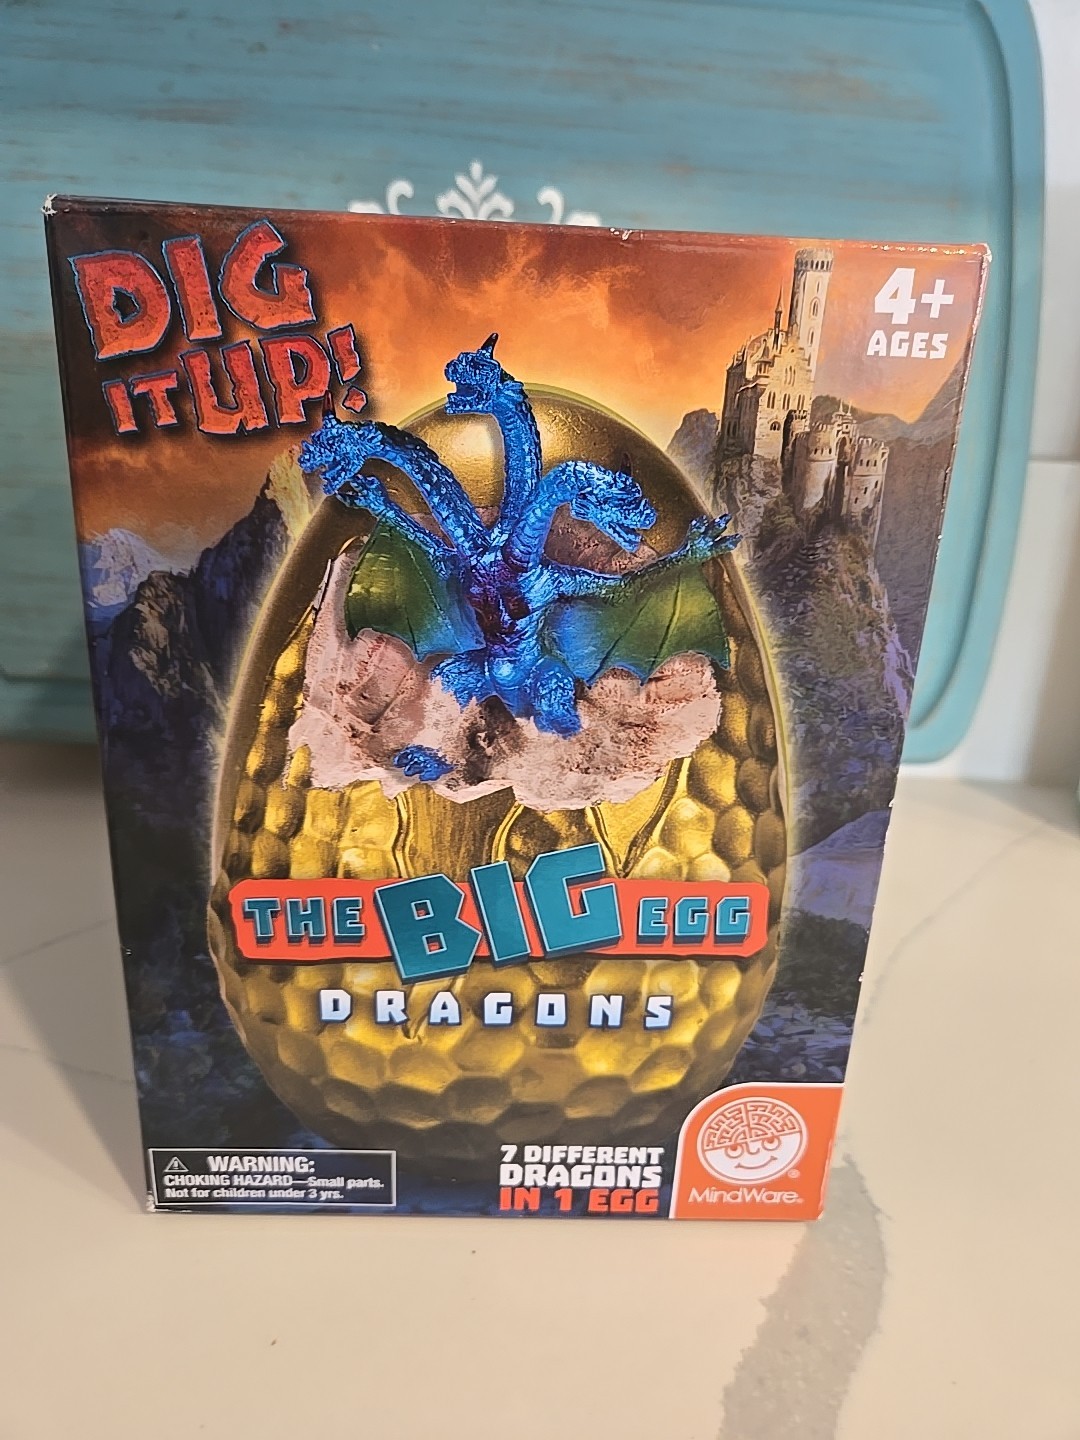 DIG
IT UP!
4+
AGES
THE BIG EGG
DRAGONS
WARNING:
CHOKING HAZARD—Small parts.
Not for children under 3 yrs.
7 DIFFERENT
DRAGONS
IN 1 EGG
MindWare®